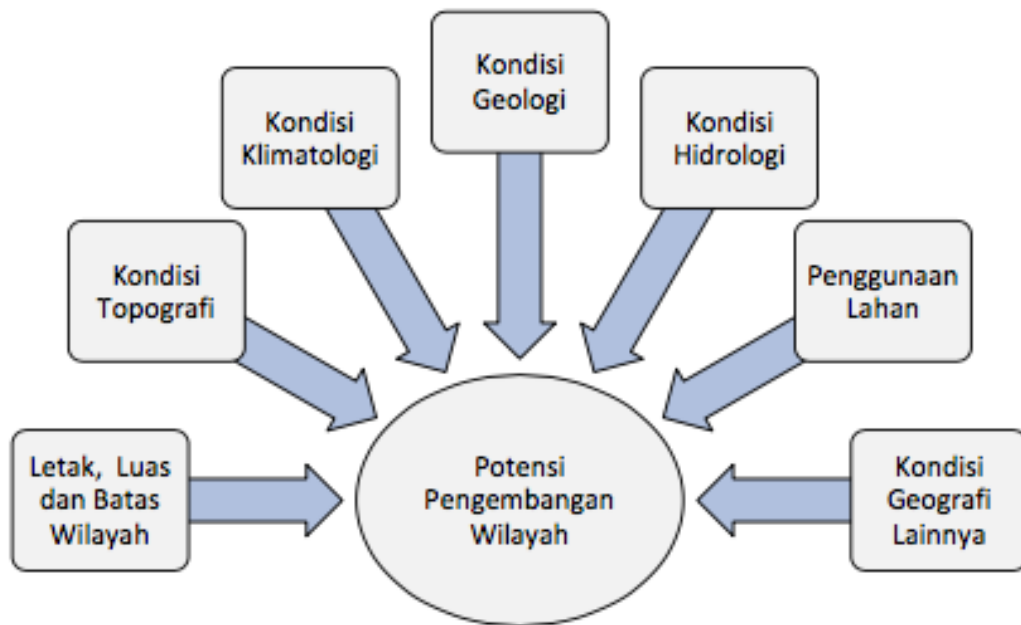 Kondisi
Geologi
Kondisi
Klimatologi
Kondisi
Hidrologi
Kondisi
Topografi
Penggunaan
Lahan
Letak, Luas
dan Batas
Wilayah
Potensi
Pengembangan
Wilayah
Kondisi
Geografi
Lainnya